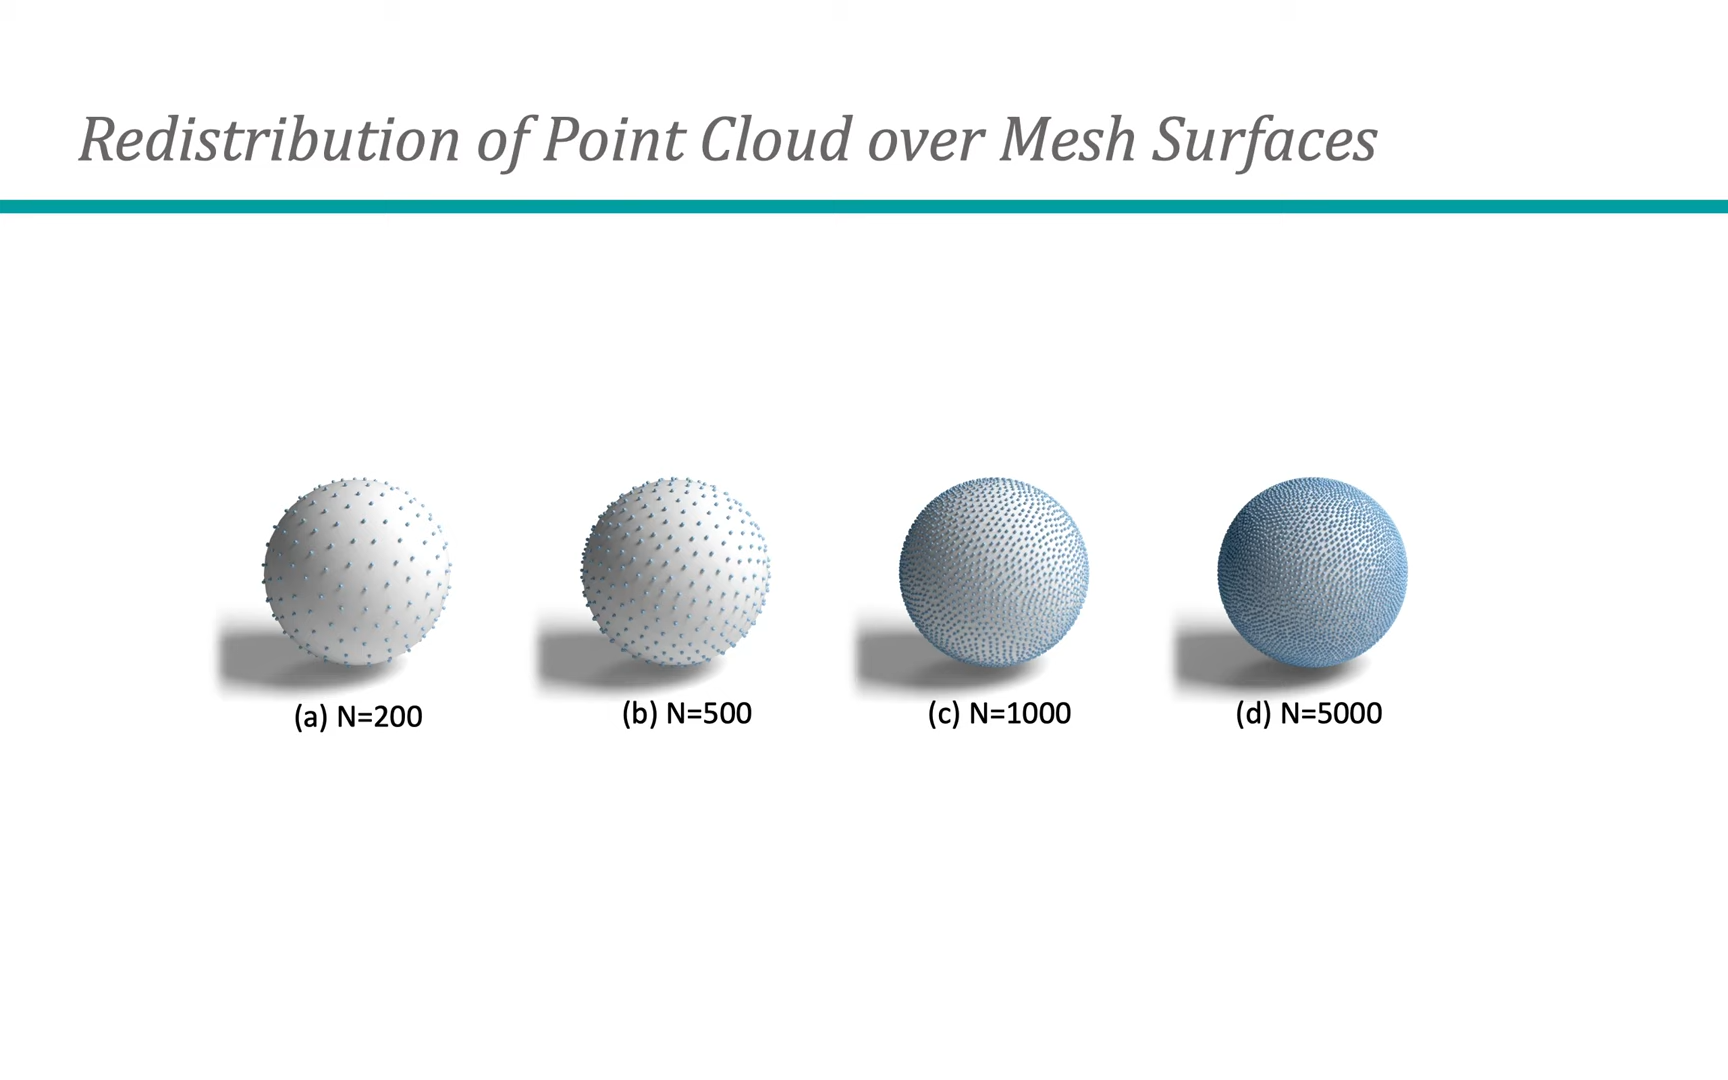 Redistribution of Point Cloud over Mesh Surfaces
(a) N=200
(b) N=500
(c) N=1000
(d) N=5000